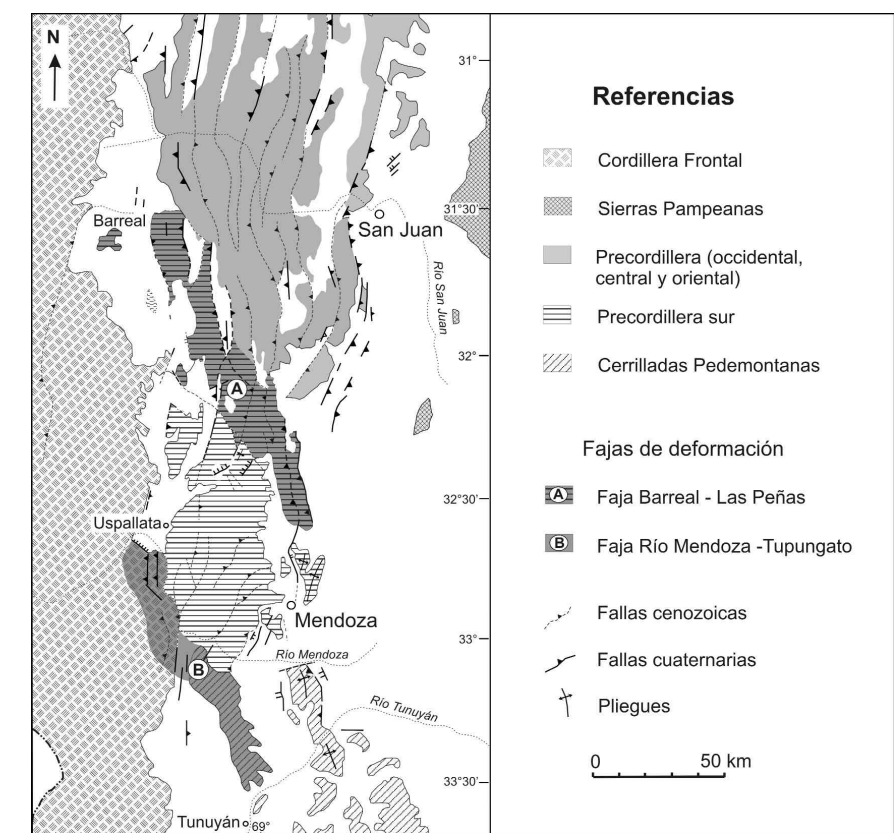 N
31°
Barreal
31°30'
San Juan
Río San Juan
32°
A
32°30'
Uspallata
Mendoza
33°
Río Mendoza
B
Río Tunuyán
33°30'
Tunuyán
69°
Referencias
Cordillera Frontal
Sierras Pampeanas
Precordillera (occidental,
central y oriental)
Precordillera sur
Cerrilladas Pedemontanas
Fajas de deformación
A Faja Barreal - Las Peñas
B Faja Río Mendoza -Tupungato
Fallas cenozoicas
Fallas cuaternarias
Pliegues
0 50 km